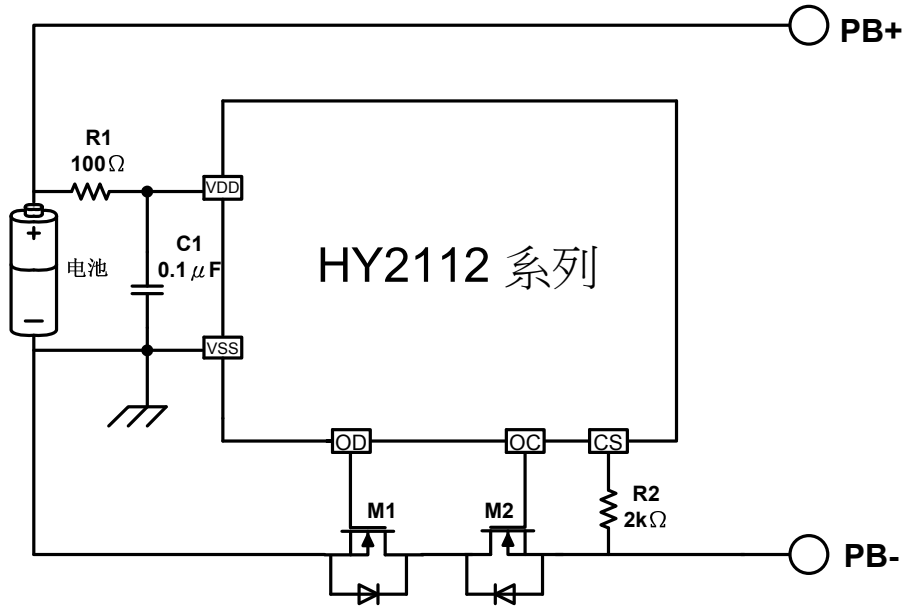 PB+
R1
100Ω
VDD
+
电池
C1
0.1μF
HY2112 系列
−
VSS
OD
OC
CS
M1
M2
R2
2kΩ
PB-